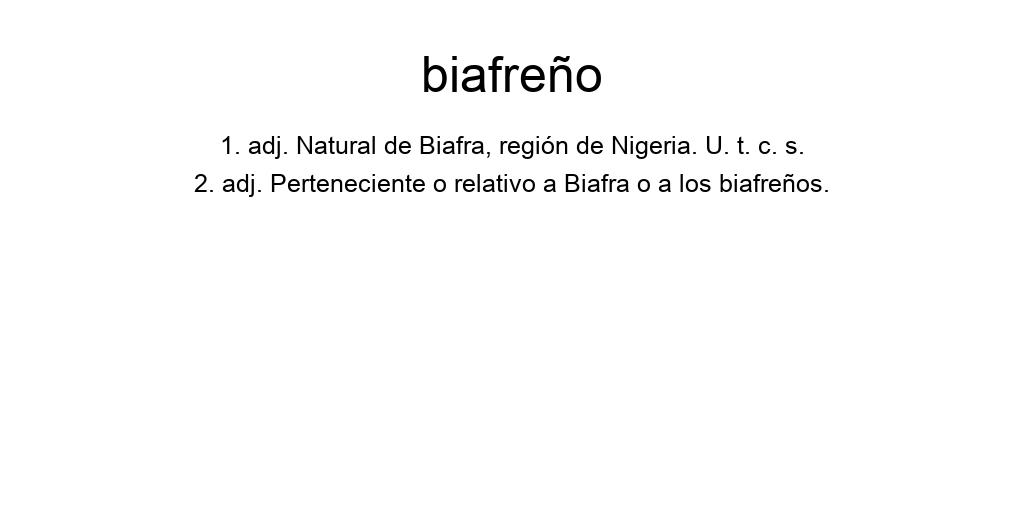 biafreño
1. adj. Natural de Biafra, región de Nigeria. U. t. c. s.
2. adj. Perteneciente o relativo a Biafra o a los biafreños.